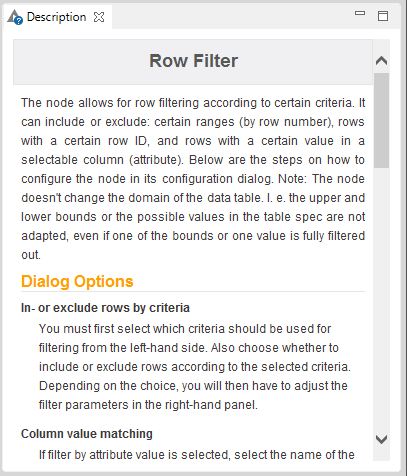 Description
Row Filter
The node allows for row filtering according to certain criteria. It
can include or exclude: certain ranges (by row number), rows
with a certain row ID, and rows with a certain value in a
selectable column (attribute). Below are the steps on how to
configure the node in its configuration dialog. Note: The node
doesn't change the domain of the data table. I. e. the upper and
lower bounds or the possible values in the table spec are not
adapted, even if one of the bounds or one value is fully filtered
out.
Dialog Options
In- or exclude rows by criteria
You must first select which criteria should be used for
filtering from the left-hand side. Also choose whether to
include or exclude rows according to the selected criteria.
Depending on the choice, you will then have to adjust the
filter parameters in the right-hand panel.
Column value matching
If filter by attribute value is selected, select the name of the